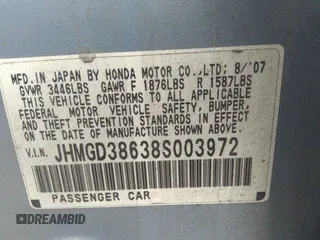 MFD.IN JAPAN BY HONDA MOTOR CO.,LTD; 8/'07
GVWR 3446LBS GAWR F 1876LBS R 1587LBS
THIS VEHICLE CONFORMS TO ALL APPLICABLE
FEDERAL MOTOR VEHICLE SAFETY, BUMPER,
AND THEFT PREVENTION STANDARDS IN EFFECT
ON THE DATE OF MANUFACTURE SHOWN ABOVE.
V.I.N. JHMGD38638S003972
PASSENGER CAR
DREAMBID